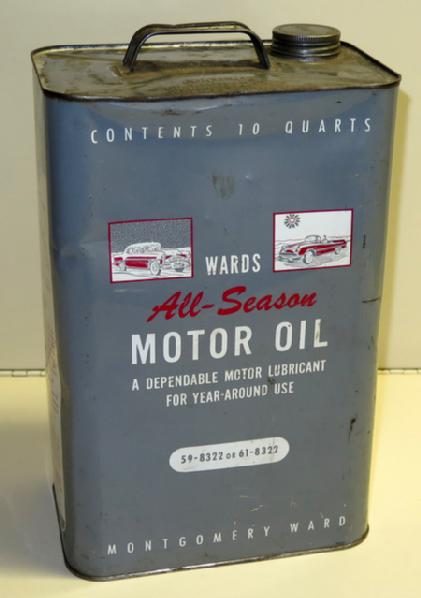 CONTENTS 10 QUARTS
WARDS
All-Season
MOTOR OIL
A DEPENDABLE MOTOR LUBRICANT
FOR YEAR-AROUND USE
59-8322 OR 61-8322
MONTGOMERY WARD